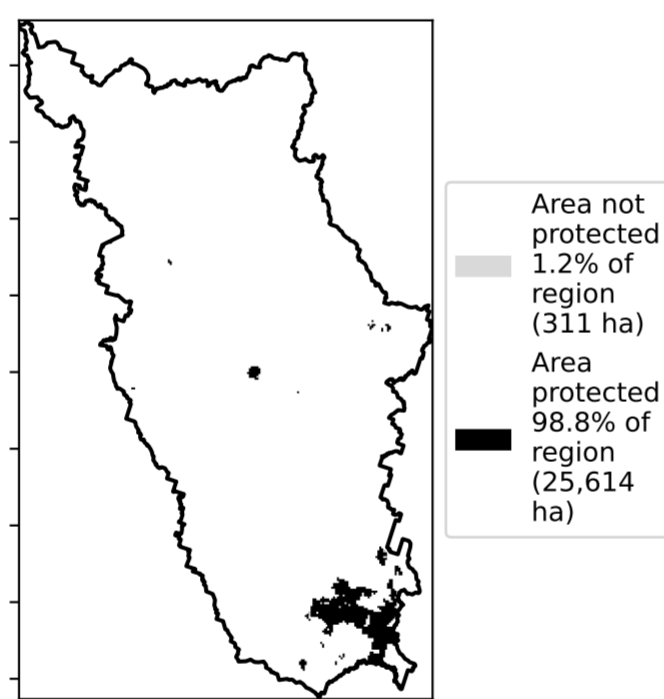 Area not
protected
1.2% of
region
(311 ha)
Area
protected
98.8% of
region
(25,614
ha)